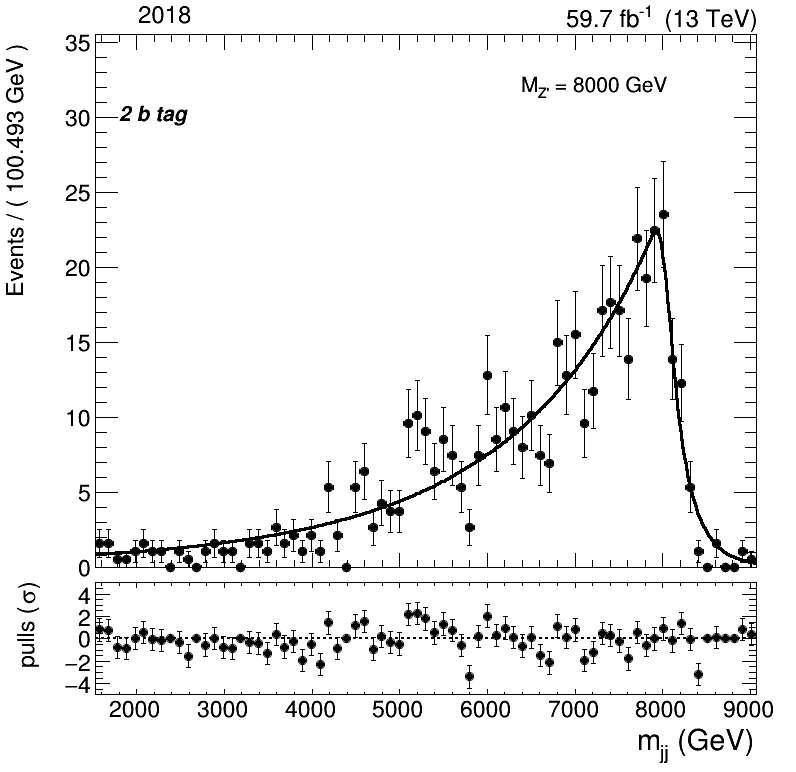 2018 59.7 fb⁻¹ (13 TeV)
M_Z' = 8000 GeV
2 b tag
Events / ( 100.493 GeV )
35
30
25
20
15
10
5
0
pulls (σ)
4
2
0
−2
−4
2000 3000 4000 5000 6000 7000 8000 9000
m_jj (GeV)